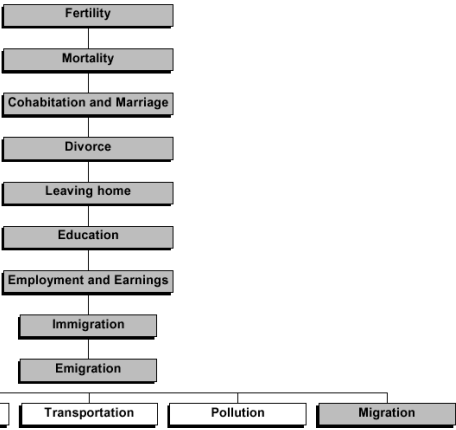 Fertility
Mortality
Cohabitation and Marriage
Divorce
Leaving home
Education
Employment and Earnings
Immigration
Emigration
Transportation
Pollution
Migration